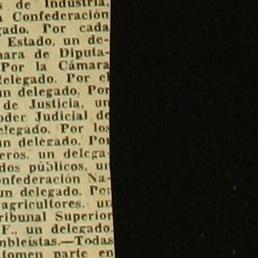 s de Industria,
a Confederación
gado. Por cada
Estado, un de-
mara de Diputa-
Por la Cámara
delegado. Por el
un delegado. Por
de Justicia, un
oder Judicial de
elegado. Por los
un delegado. Por
eros, un delega-
dos públicos, un
onfederación Na-
un delegado. Por
agricultores, un
ribunal Superior
F., un delegado.
mbleístas.—Todas
tomen parte en